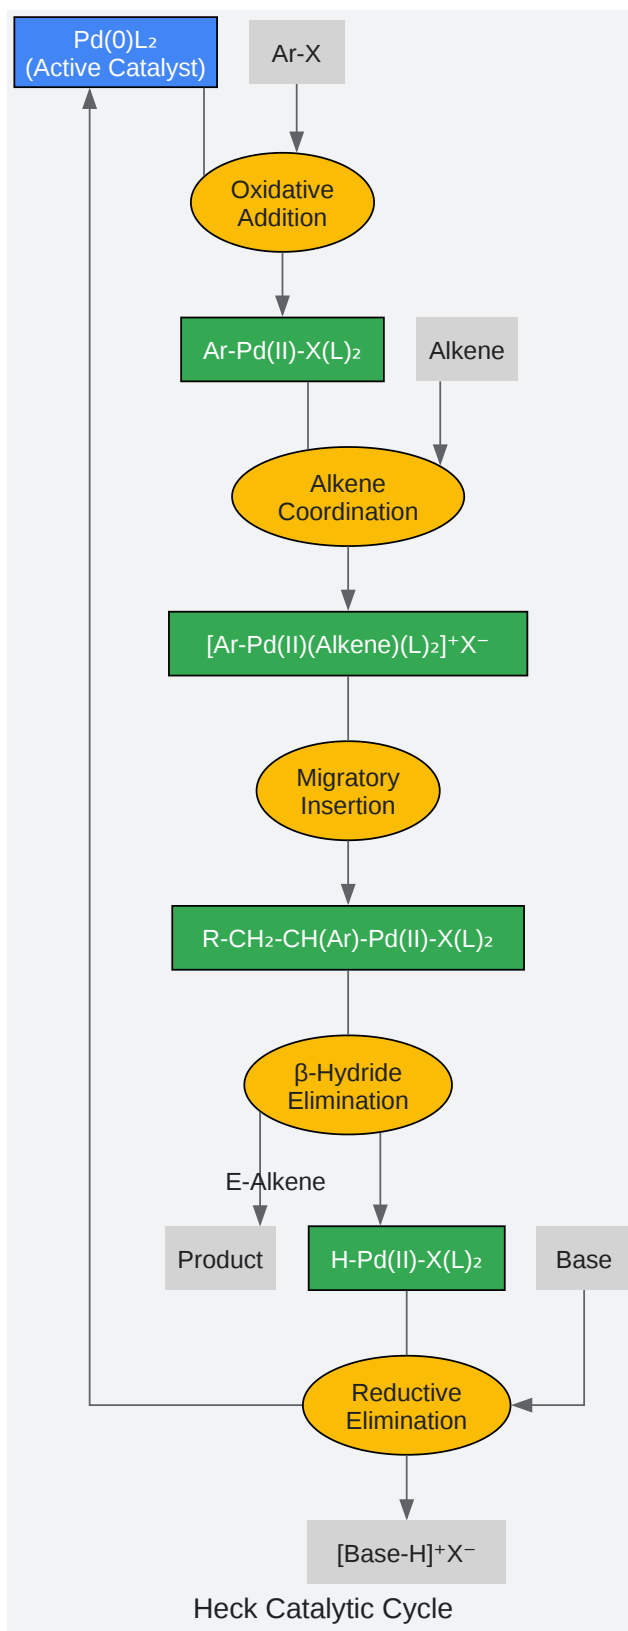 Pd(0)L₂
(Active Catalyst)
Ar-X
Oxidative
Addition
Ar-Pd(II)-X(L)₂
Alkene
Alkene
Coordination
[Ar-Pd(II)(Alkene)(L)₂]⁺X⁻
Migratory
Insertion
R-CH₂-CH(Ar)-Pd(II)-X(L)₂
β-Hydride
Elimination
E-Alkene
Product
H-Pd(II)-X(L)₂
Base
Reductive
Elimination
[Base-H]⁺X⁻
Heck Catalytic Cycle